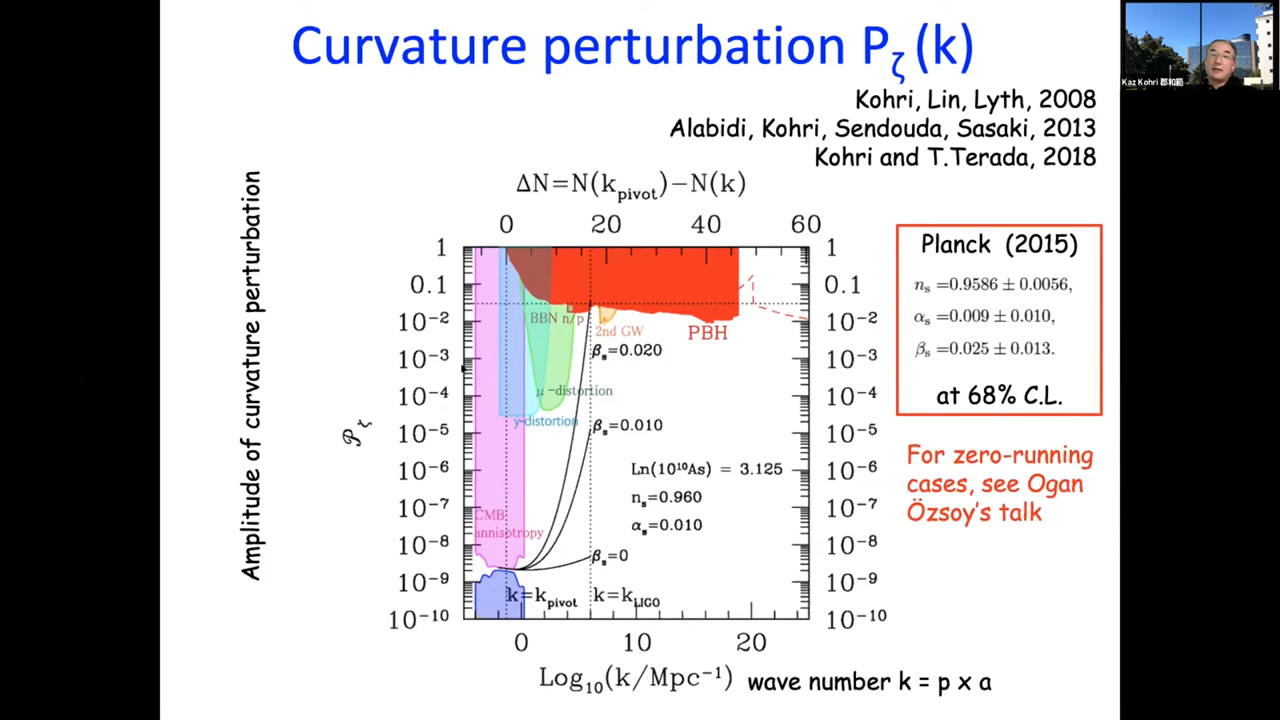 Curvature perturbation Pζ(k)
Kaz Kohri 郡和範
Kohri, Lin, Lyth, 2008
Alabidi, Kohri, Sendouda, Sasaki, 2013
Kohri and T.Terada, 2018
Amplitude of curvature perturbation
ΔN=N(kpivot)−N(k)
0 20 40 60
1 1
0.1 0.1
10−2 10−2
10−3 10−3
10−4 10−4
10−5 10−5
10−6 10−6
10−7 10−7
10−8 10−8
10−9 10−9
10−10 10−10
𝒫ζ
BBN n/p
2nd GW
PBH
βs=0.020
μ-distortion
y-distortion
βs=0.010
Ln(10¹⁰As) = 3.125
ns=0.960
αs=0.010
CMB
annisotropy
βs=0
k=kpivot k=kLIGO
0 10 20
Log10(k/Mpc−1)
wave number k = p x a
Planck (2015)
ns =0.9586 ± 0.0056,
αs =0.009 ± 0.010,
βs =0.025 ± 0.013.
at 68% C.L.
For zero-running
cases, see Ogan
Özsoy's talk